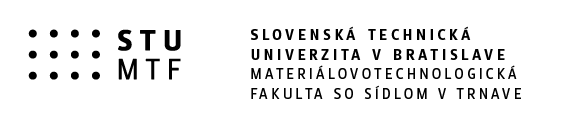 STU
MTF
SLOVENSKÁ TECHNICKÁ
UNIVERZITA V BRATISLAVE
MATERIÁLOVOTECHNOLOGICKÁ
FAKULTA SO SÍDLOM V TRNAVE